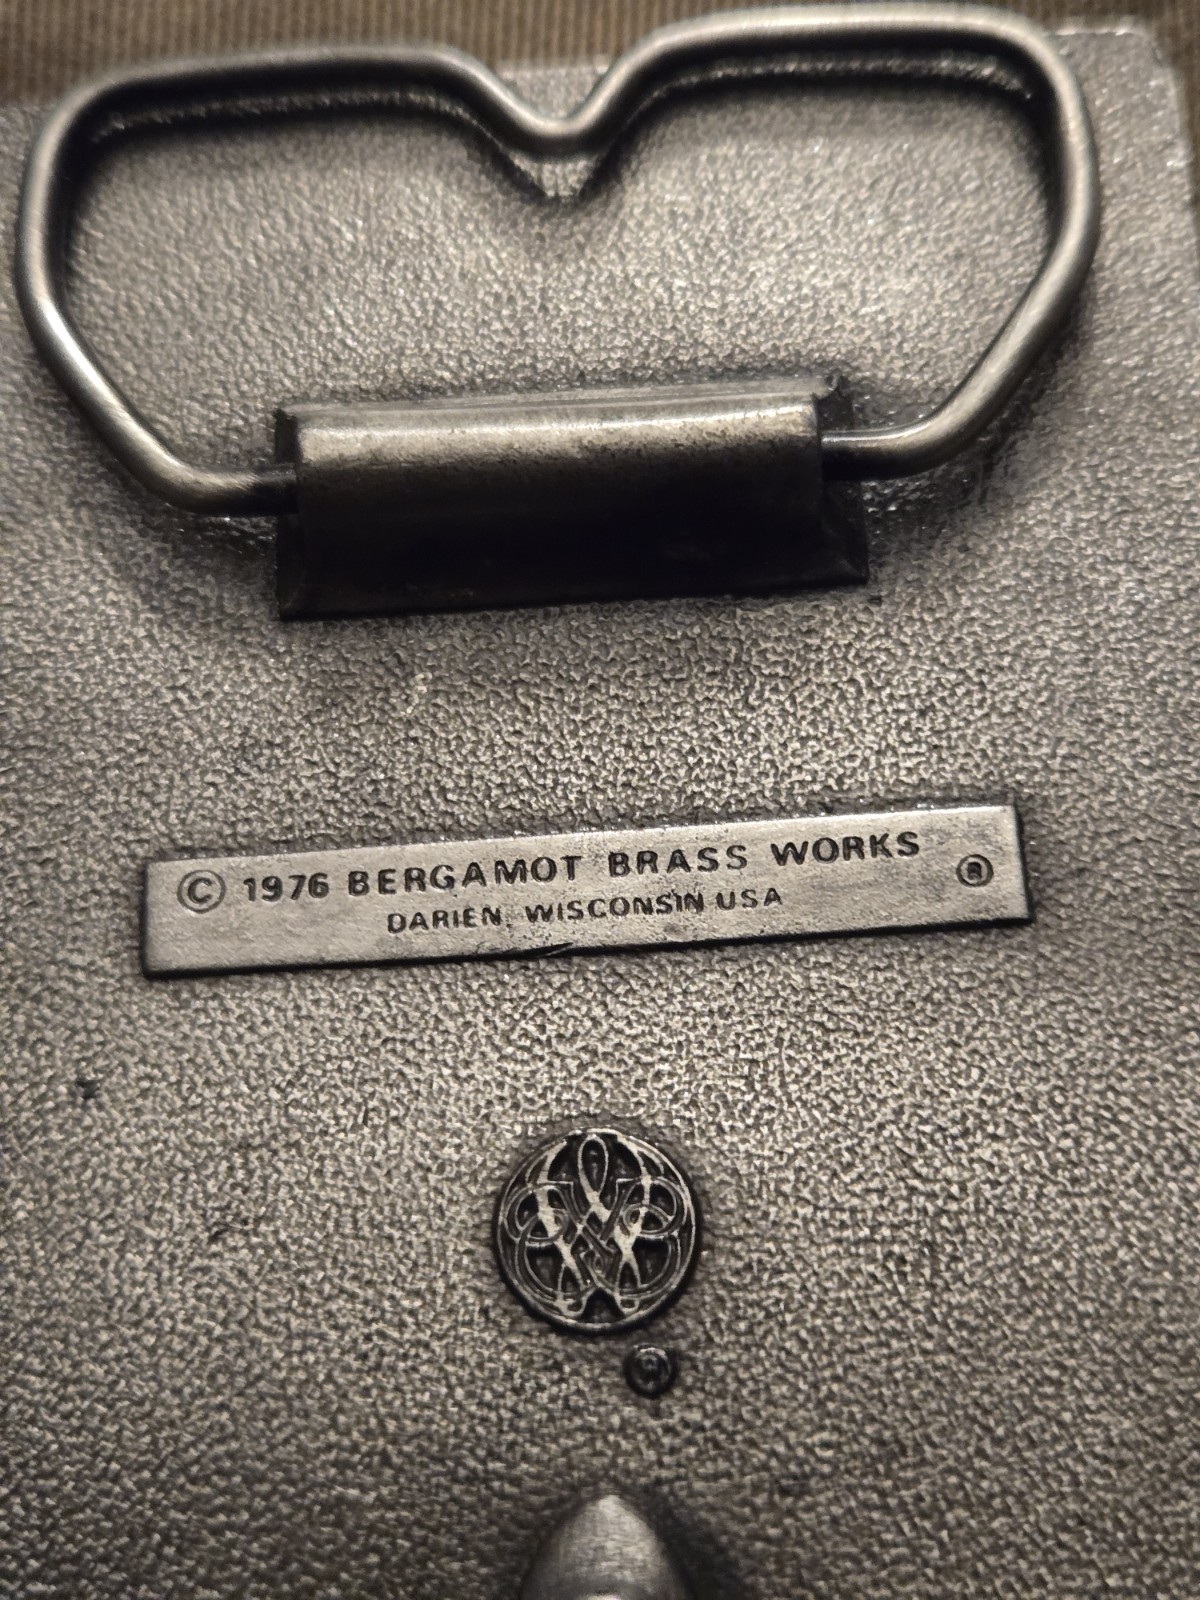 © 1976 BERGAMOT BRASS WORKS
®
DARIEN, WISCONSIN USA
®